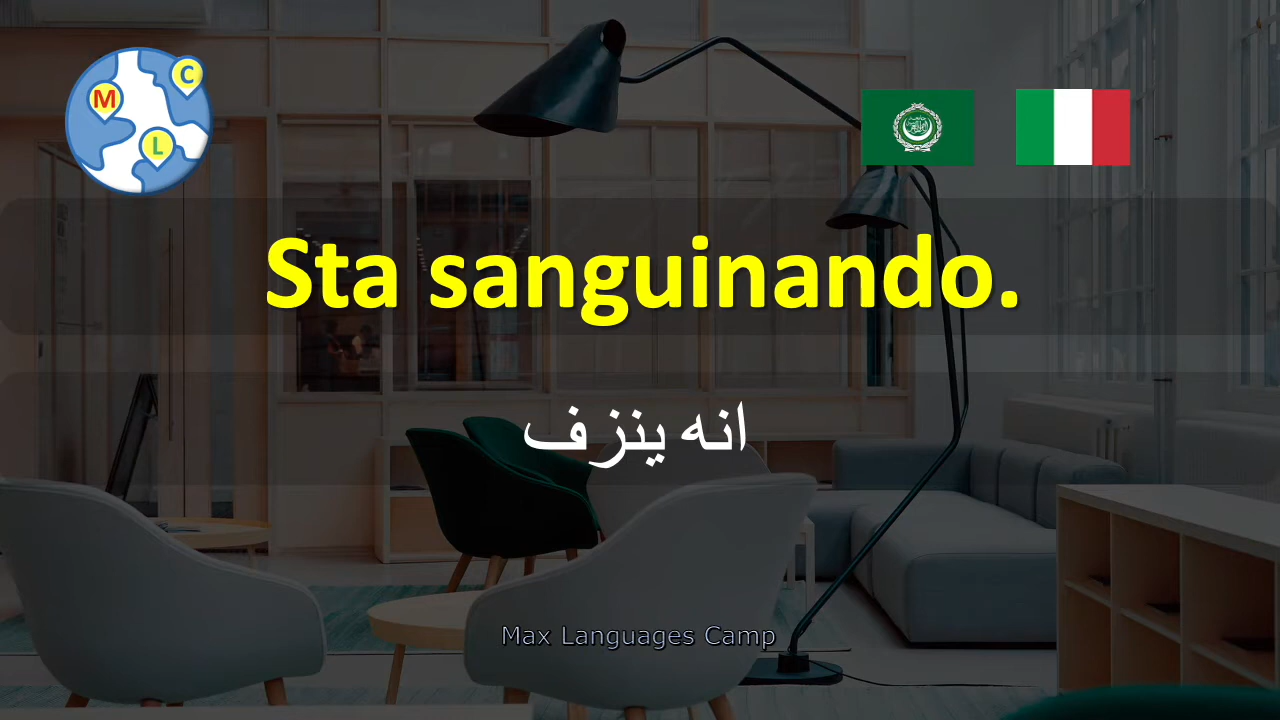 M
C
L
Sta sanguinando.
انه ينزف
Max Languages Camp